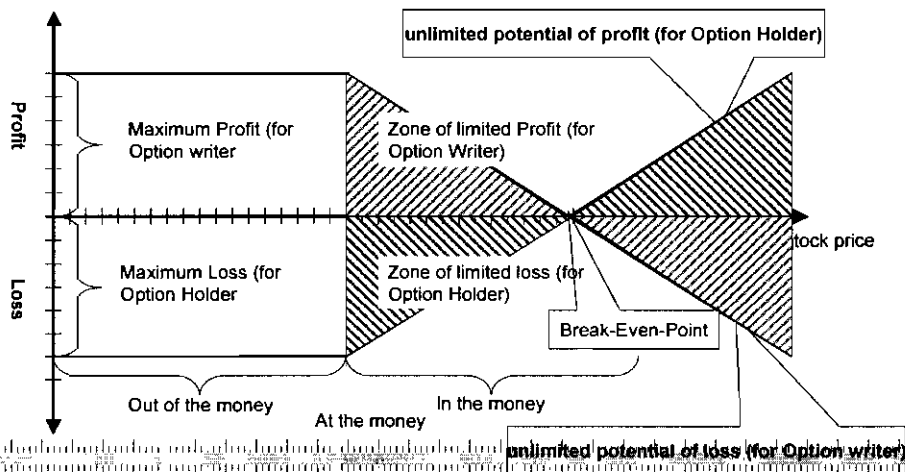 unlimited potential of profit (for Option Holder)
Profit
Maximum Profit (for
Option writer
Zone of limited Profit (for
Option Writer)
tock price
Loss
Maximum Loss (for
Option Holder
Zone of limited loss (for
Option Holder)
Break-Even-Point
Out of the money
At the money
In the money
unlimited potential of loss (for Option writer)